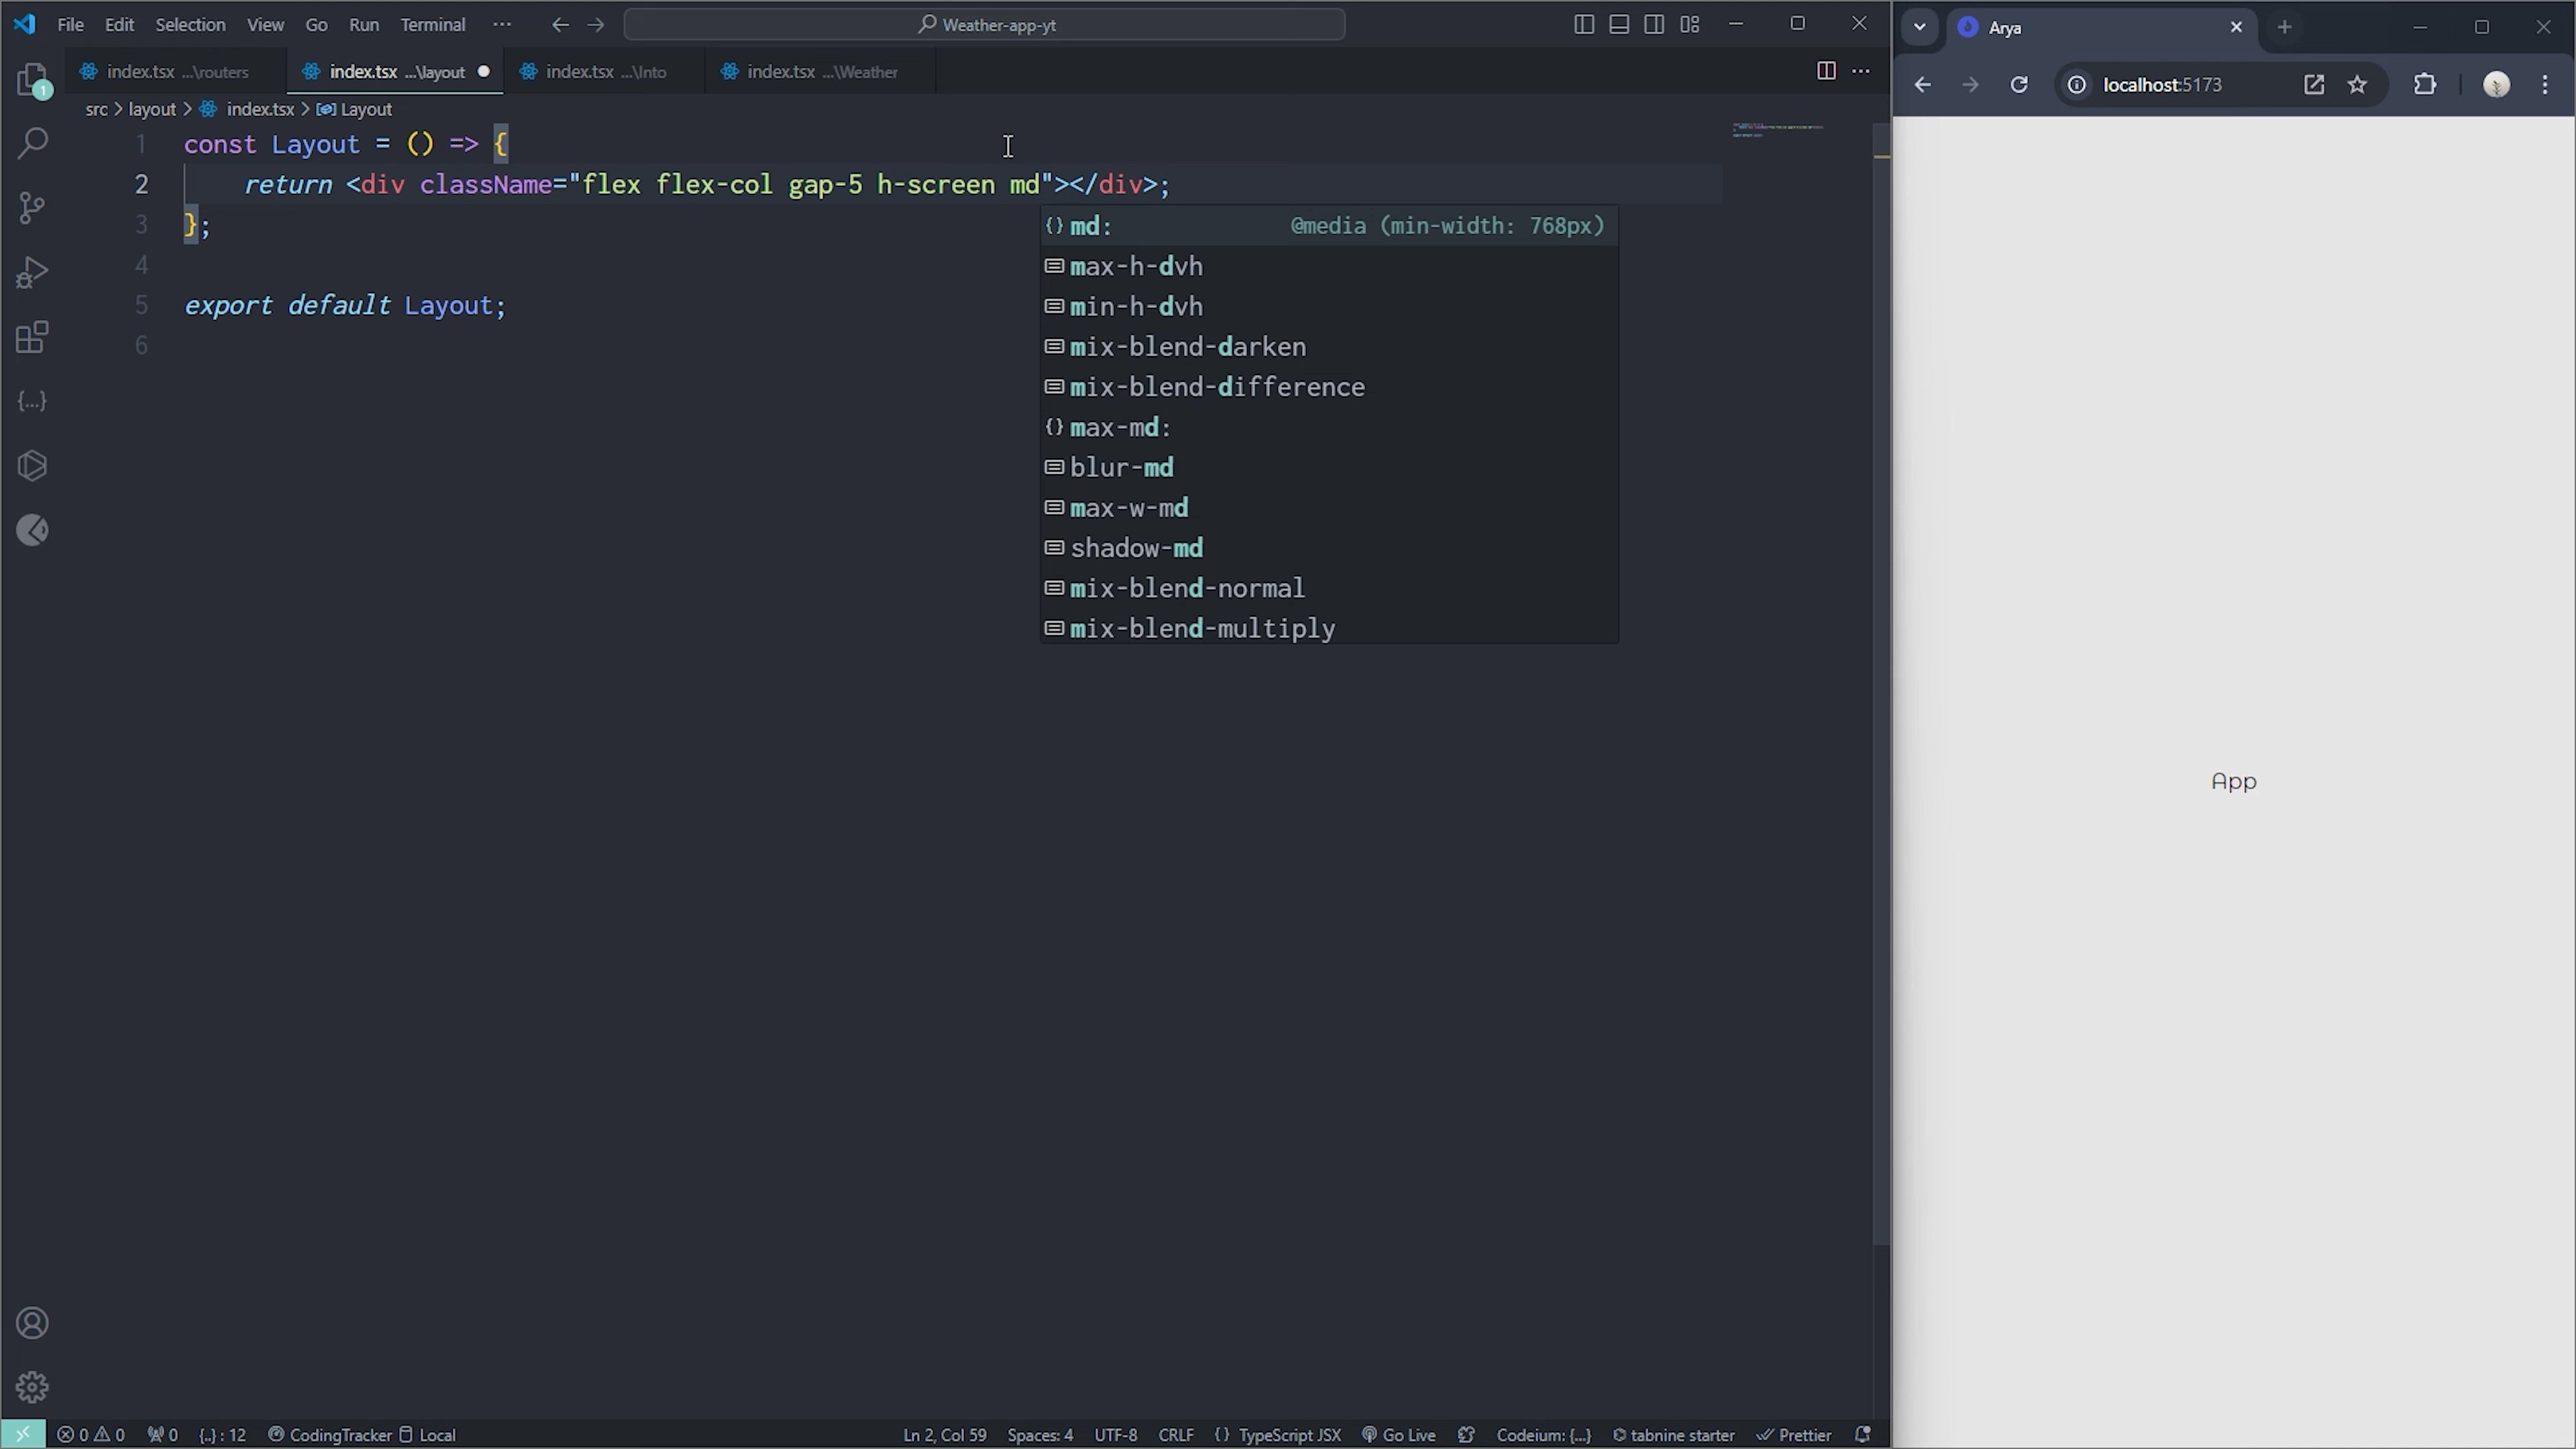 File Edit Selection View Go Run Terminal ··· Weather-app-yt
Arya
index.tsx ...\routers index.tsx ...\layout index.tsx ...\Into index.tsx ...\Weather
localhost:5173
src > layout > index.tsx > Layout
1 const Layout = () => {
2 return <div className="flex flex-col gap-5 h-screen md"></div>;
3 };
4
5 export default Layout;
6
md: @media (min-width: 768px)
max-h-dvh
min-h-dvh
mix-blend-darken
mix-blend-difference
max-md:
blur-md
max-w-md
shadow-md
mix-blend-normal
mix-blend-multiply
1
App
0 0 0 {..} : 12 CodingTracker Local Ln 2, Col 59 Spaces: 4 UTF-8 CRLF {} TypeScript JSX Go Live Codeium: {...} tabnine starter Prettier